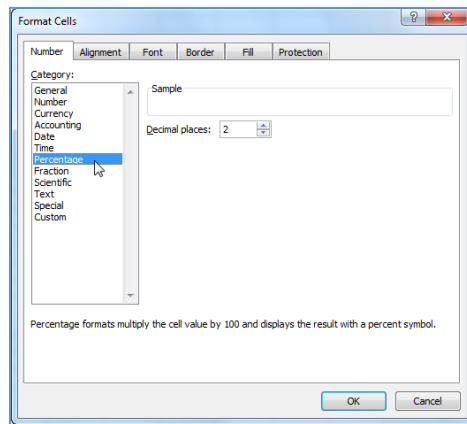 Format Cells
Number Alignment Font Border Fill Protection
Category:
General
Number
Currency
Accounting
Date
Time
Percentage
Fraction
Scientific
Text
Special
Custom
Sample
Decimal places: 2
Percentage formats multiply the cell value by 100 and displays the result with a percent symbol.
OK Cancel